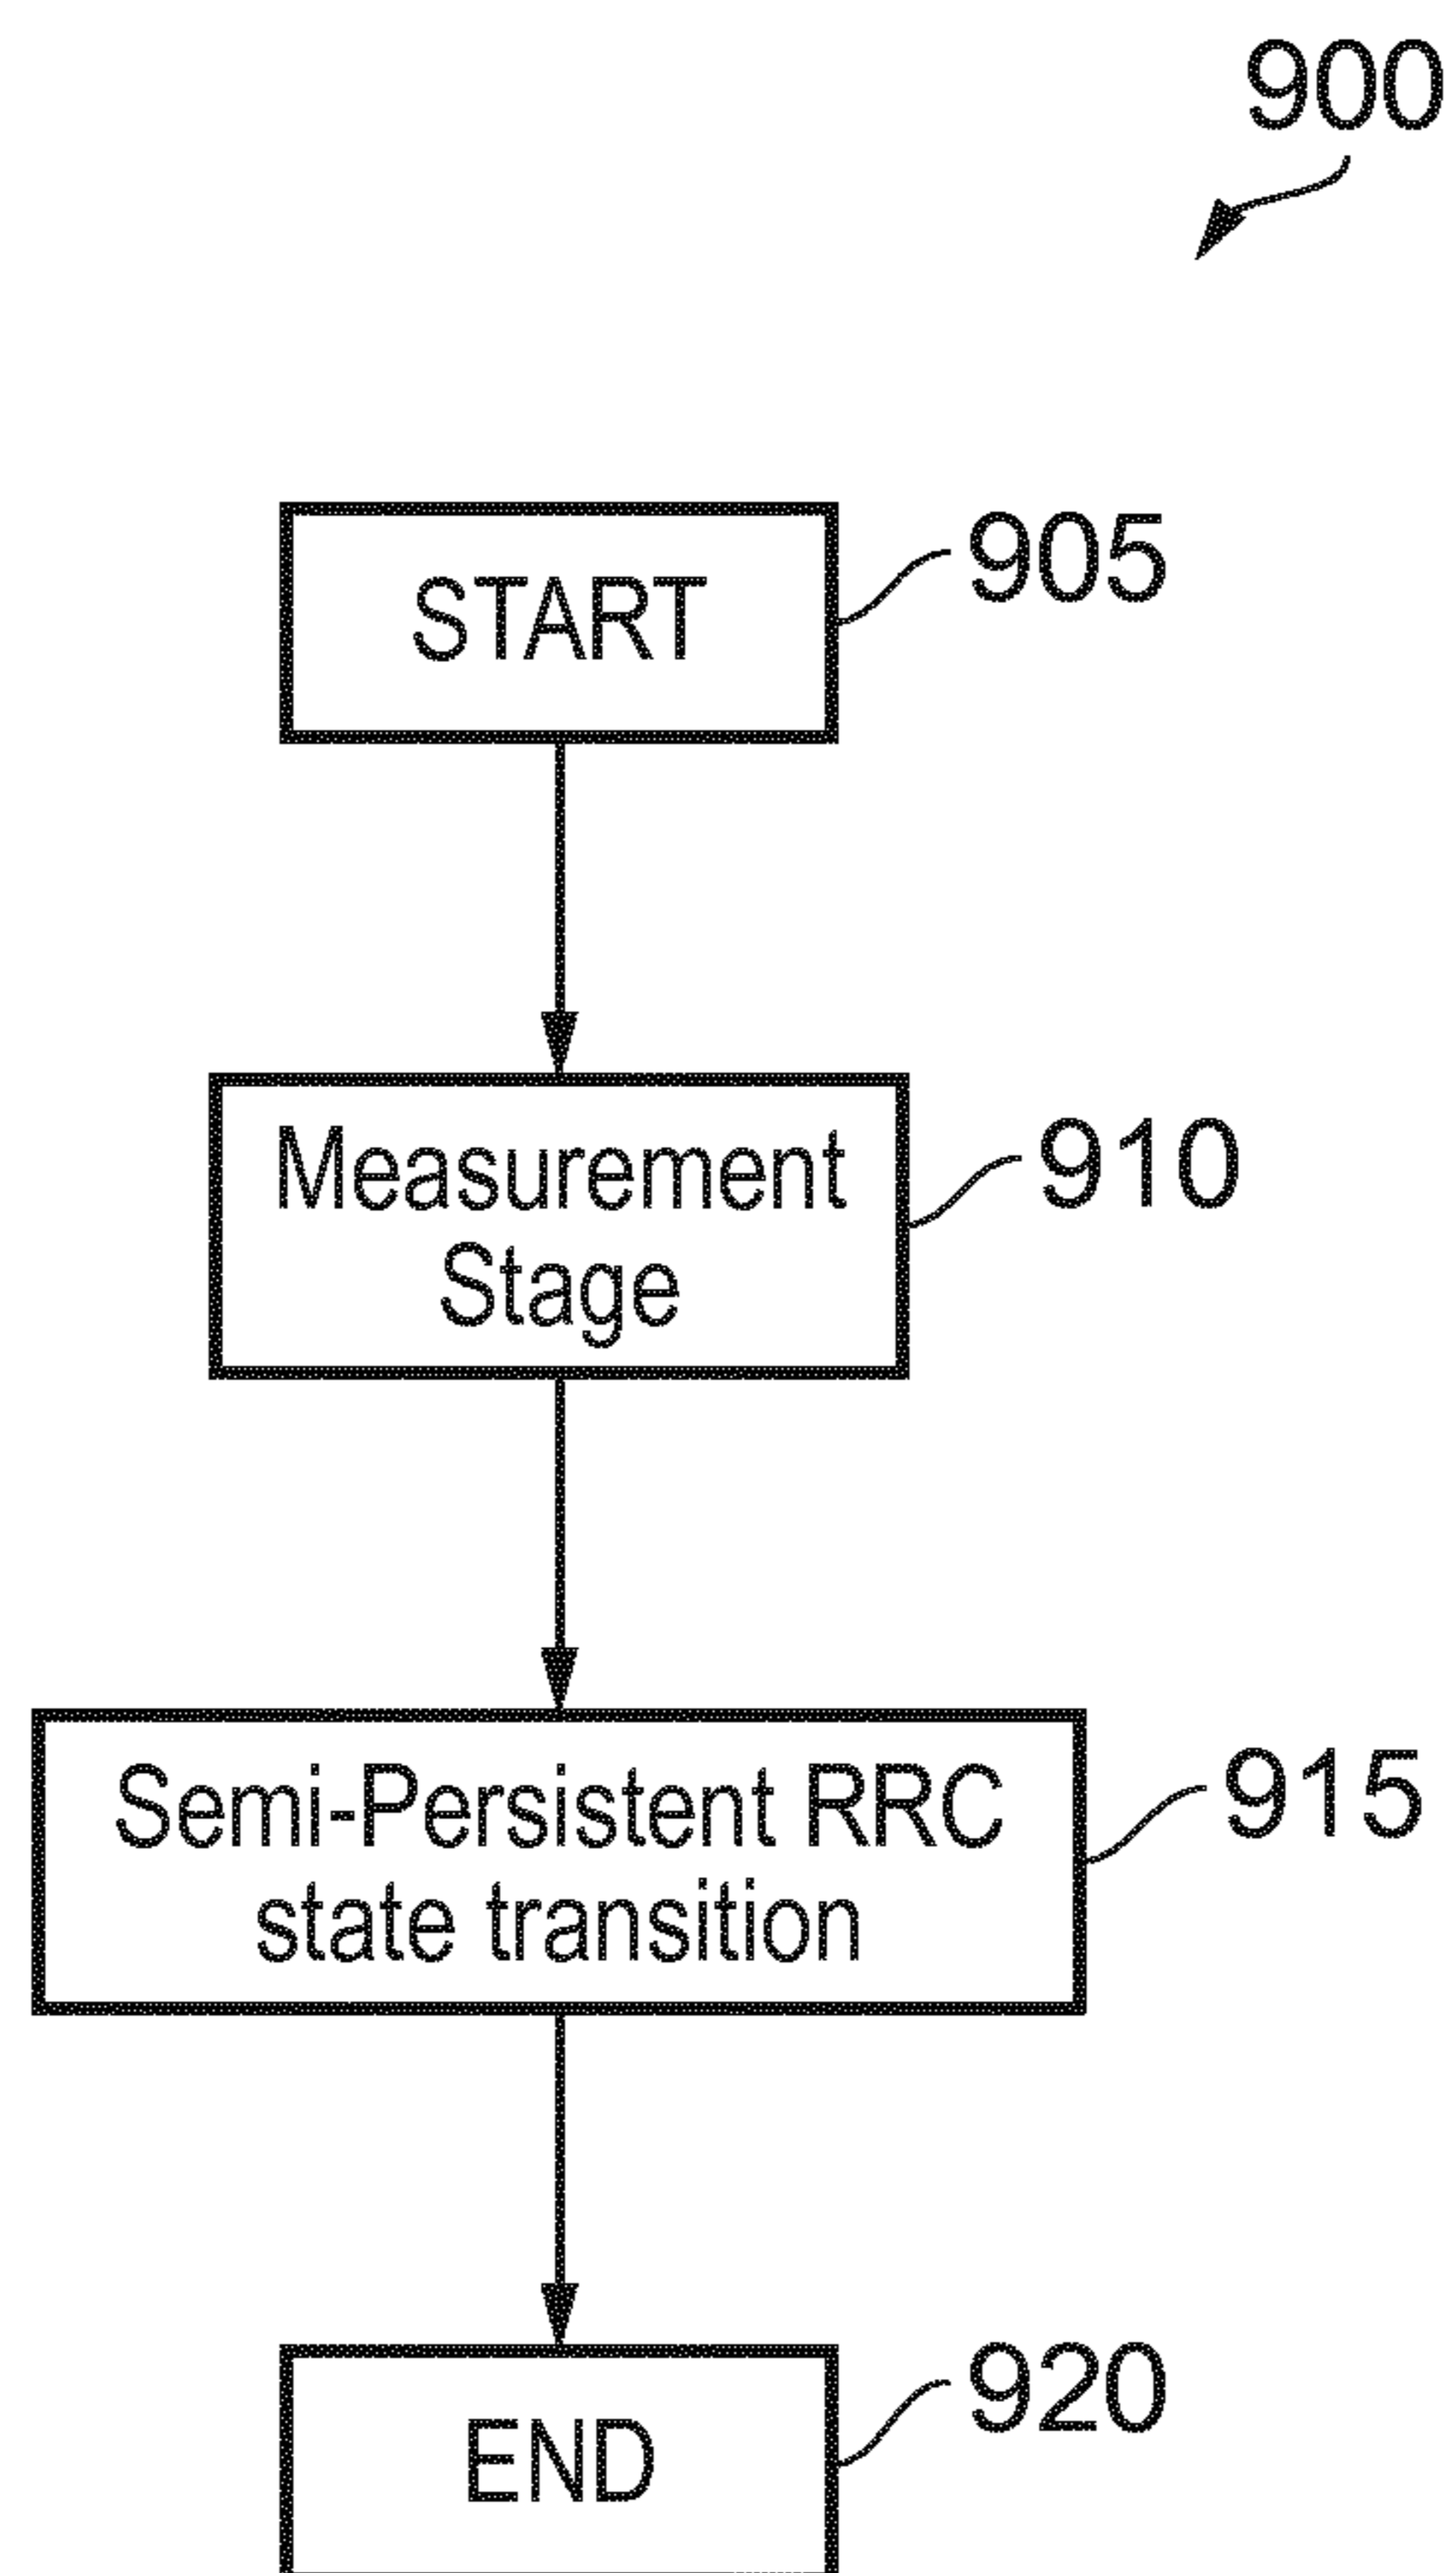 900
START
905
Measurement
Stage
910
Semi-Persistent RRC
state transition
915
END
920